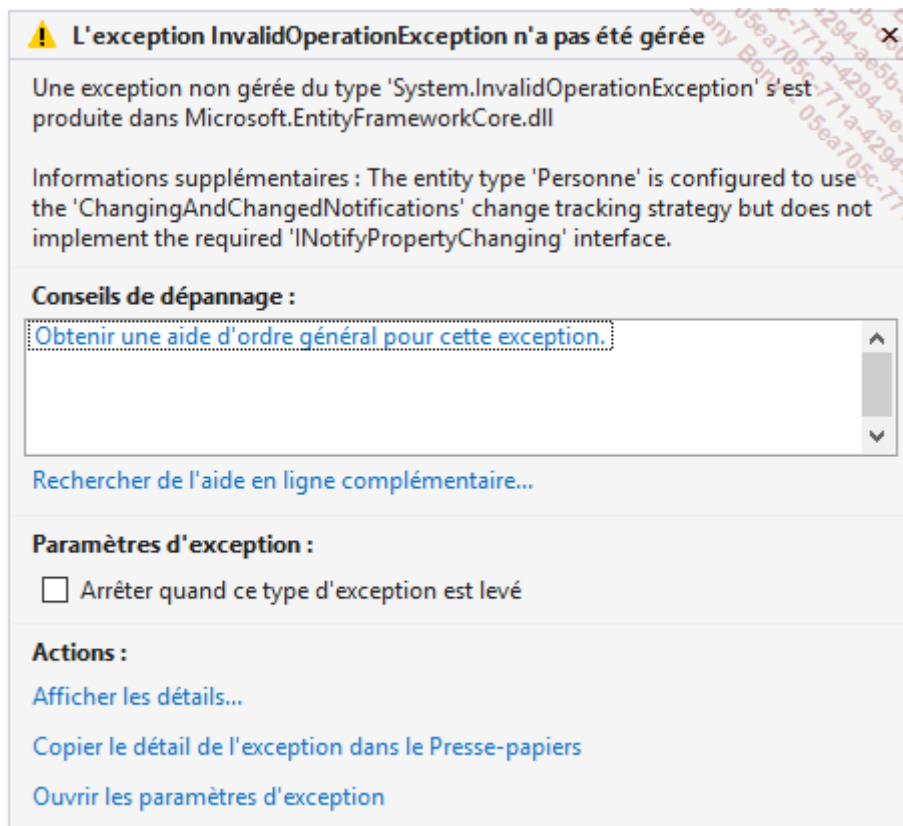 L'exception InvalidOperationException n'a pas été gérée
Une exception non gérée du type 'System.InvalidOperationException' s'est
produite dans Microsoft.EntityFrameworkCore.dll
Informations supplémentaires : The entity type 'Personne' is configured to use
the 'ChangingAndChangedNotifications' change tracking strategy but does not
implement the required 'INotifyPropertyChanging' interface.
Conseils de dépannage :
Obtenir une aide d'ordre général pour cette exception.
Rechercher de l'aide en ligne complémentaire...
Paramètres d'exception :
Arrêter quand ce type d'exception est levé
Actions :
Afficher les détails...
Copier le détail de l'exception dans le Presse-papiers
Ouvrir les paramètres d'exception